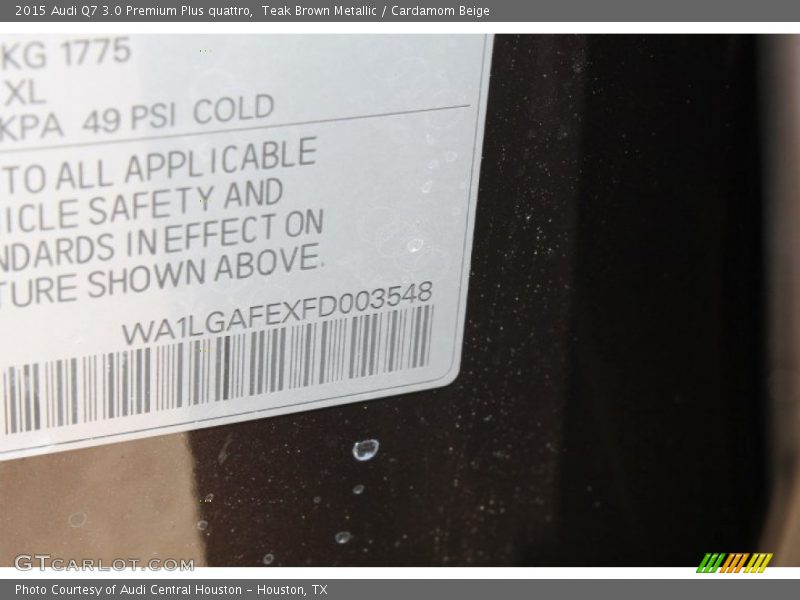 2015 Audi Q7 3.0 Premium Plus quattro,  Teak Brown Metallic / Cardamom Beige
KG 1775
XL
KPA 49 PSI COLD
TO ALL APPLICABLE
ICLE SAFETY AND
NDARDS IN EFFECT ON
TURE SHOWN ABOVE.
WA1LGAFEXFD003548
GTCARLOT.COM
Photo Courtesy of Audi Central Houston – Houston, TX